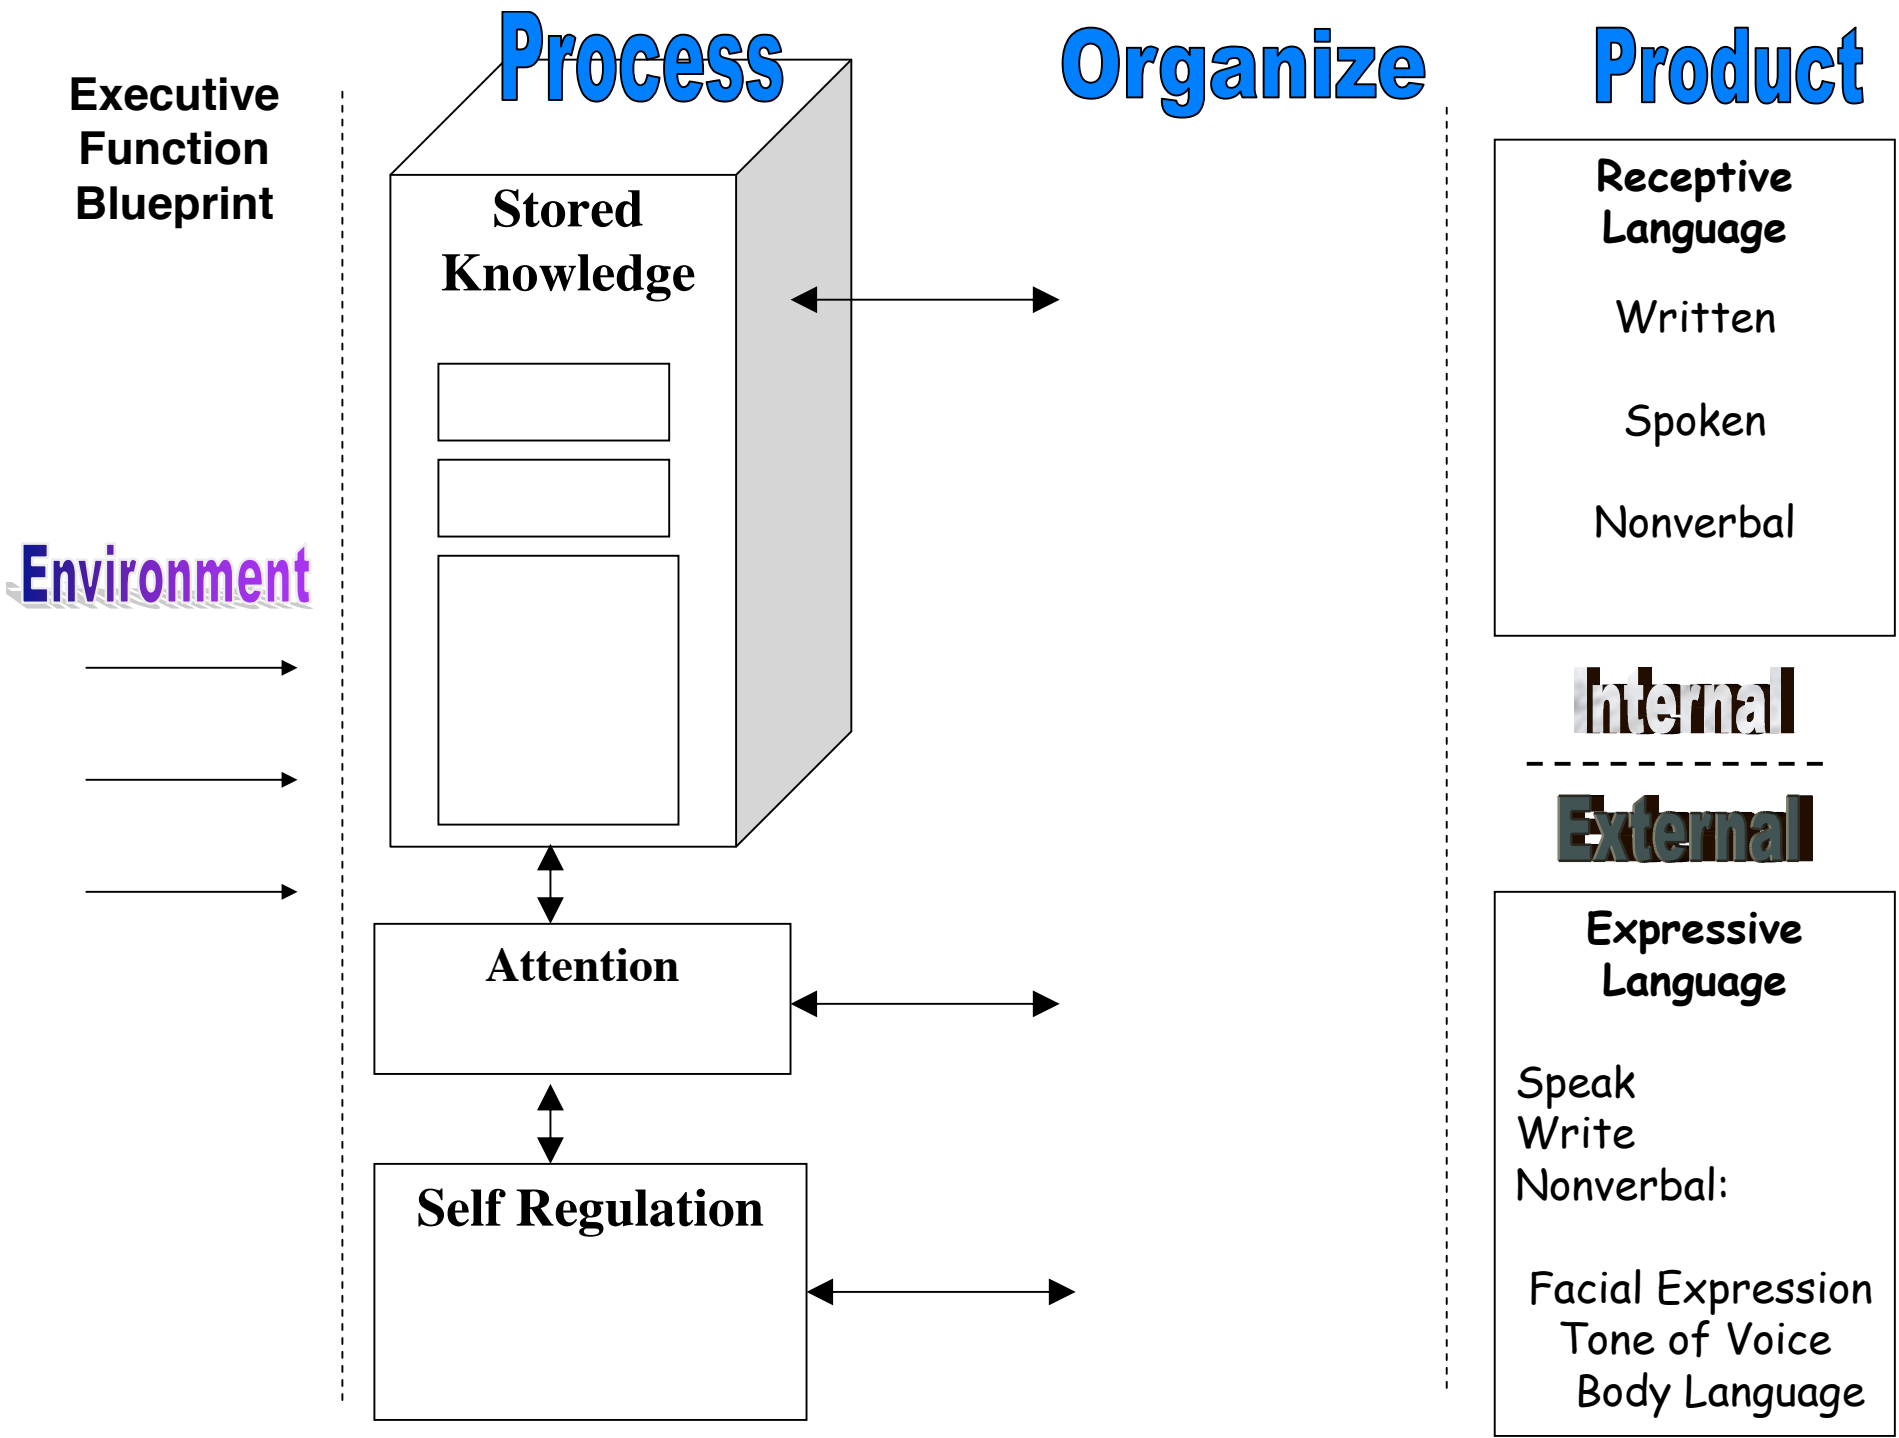 Executive
Function
Blueprint
Environment
Process
Stored
Knowledge
Attention
Self Regulation
Organize
Product
Receptive
Language
Written
Spoken
Nonverbal
Internal
External
Expressive
Language
Speak
Write
Nonverbal:
Facial Expression
Tone of Voice
Body Language